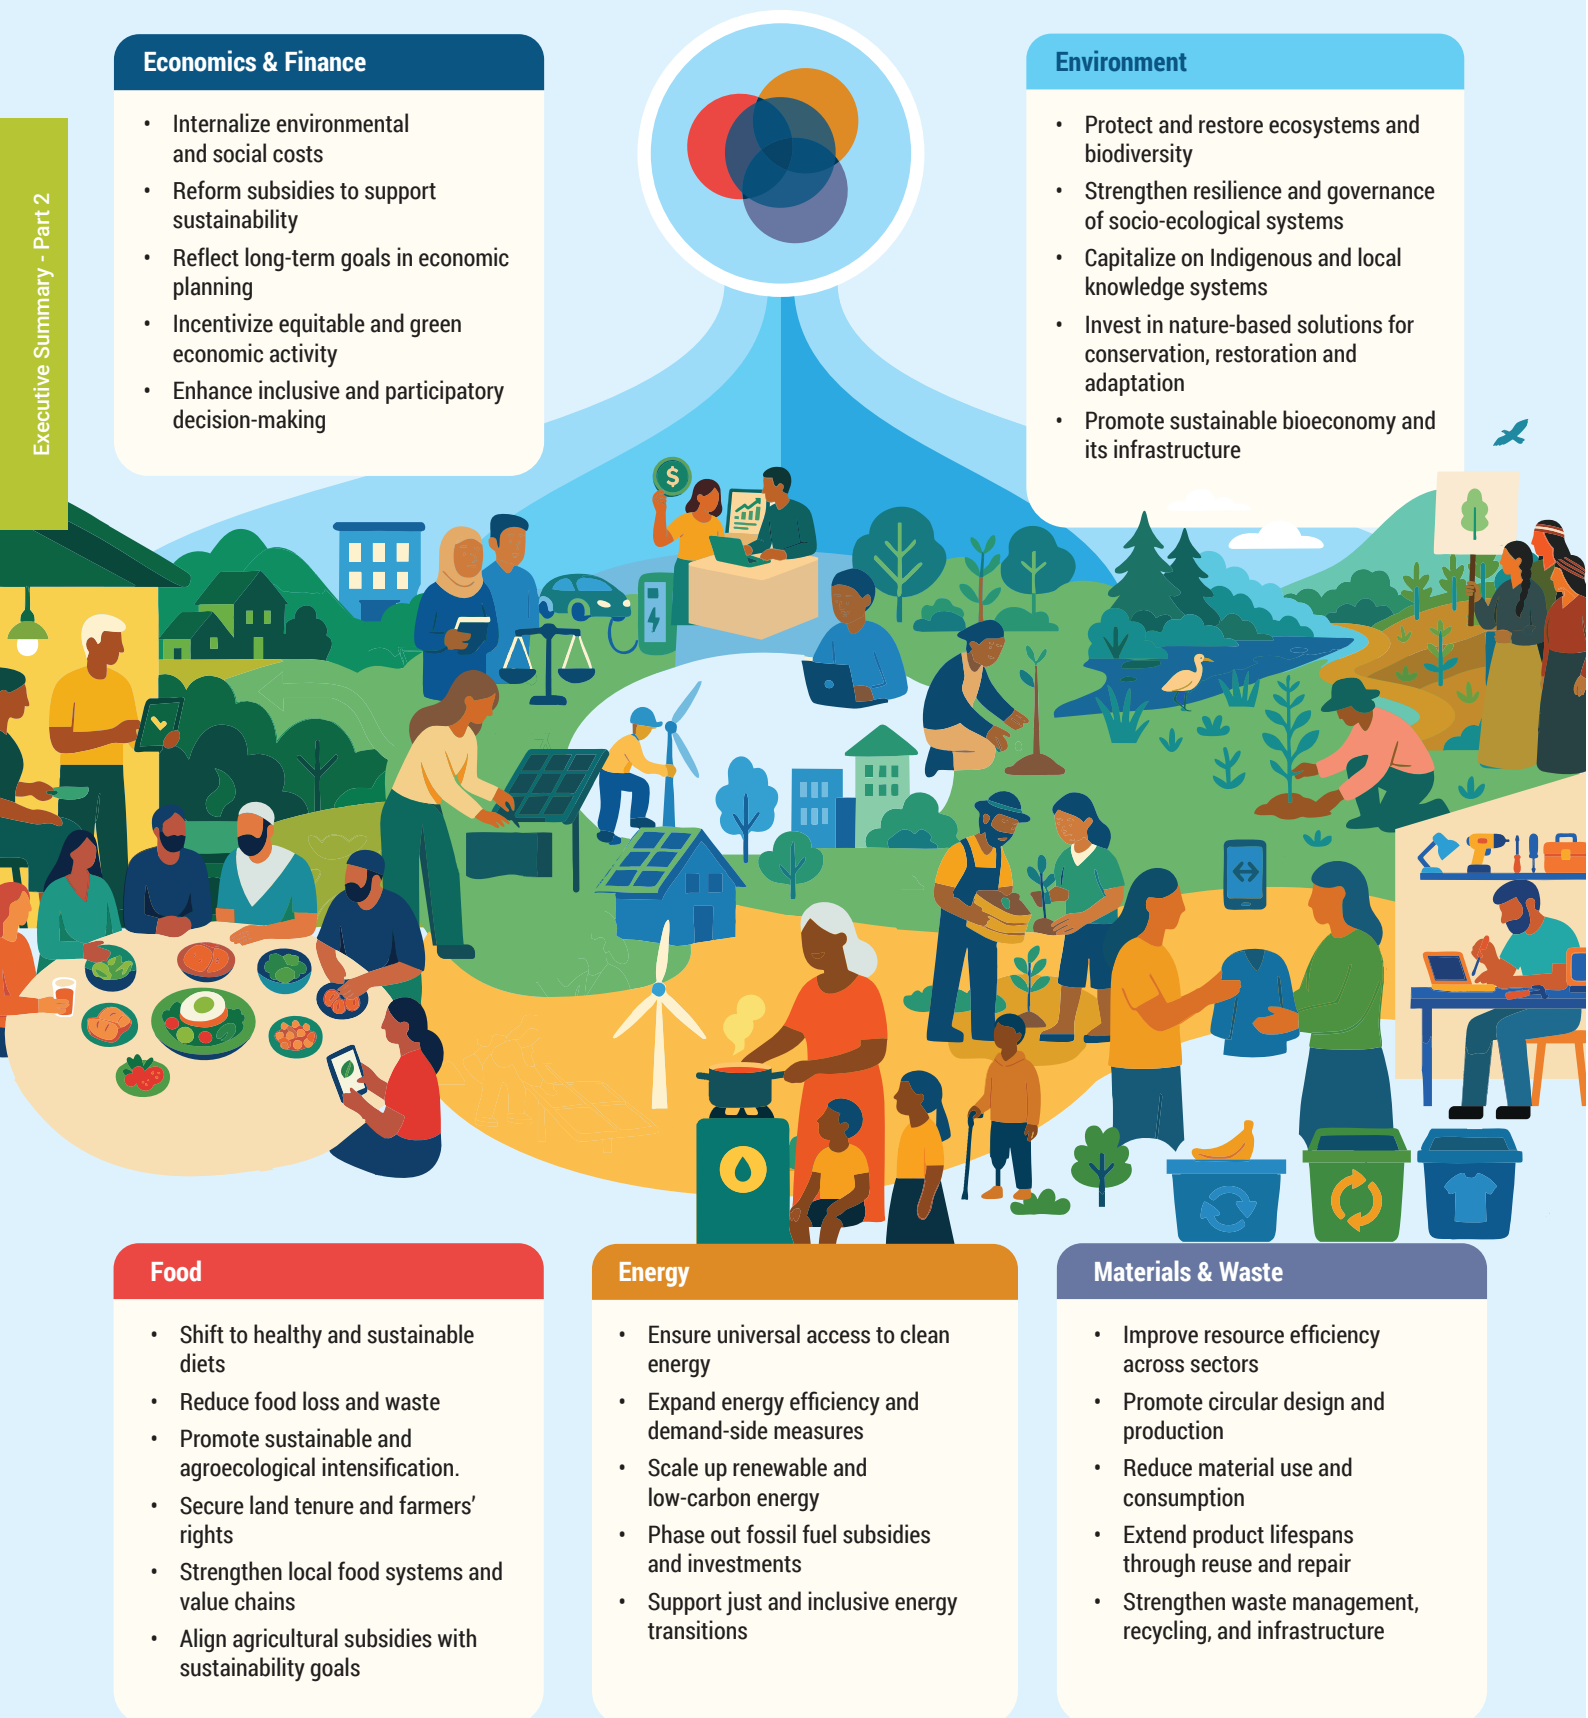 Executive Summary - Part 2
Economics & Finance
• Internalize environmental
and social costs
• Reform subsidies to support
sustainability
• Reflect long-term goals in economic
planning
• Incentivize equitable and green
economic activity
• Enhance inclusive and participatory
decision-making
Environment
• Protect and restore ecosystems and
biodiversity
• Strengthen resilience and governance
of socio-ecological systems
• Capitalize on Indigenous and local
knowledge systems
• Invest in nature-based solutions for
conservation, restoration and
adaptation
• Promote sustainable bioeconomy and
its infrastructure
$
Food
• Shift to healthy and sustainable
diets
• Reduce food loss and waste
• Promote sustainable and
agroecological intensification.
• Secure land tenure and farmers’
rights
• Strengthen local food systems and
value chains
• Align agricultural subsidies with
sustainability goals
Energy
• Ensure universal access to clean
energy
• Expand energy efficiency and
demand-side measures
• Scale up renewable and
low-carbon energy
• Phase out fossil fuel subsidies
and investments
• Support just and inclusive energy
transitions
Materials & Waste
• Improve resource efficiency
across sectors
• Promote circular design and
production
• Reduce material use and
consumption
• Extend product lifespans
through reuse and repair
• Strengthen waste management,
recycling, and infrastructure